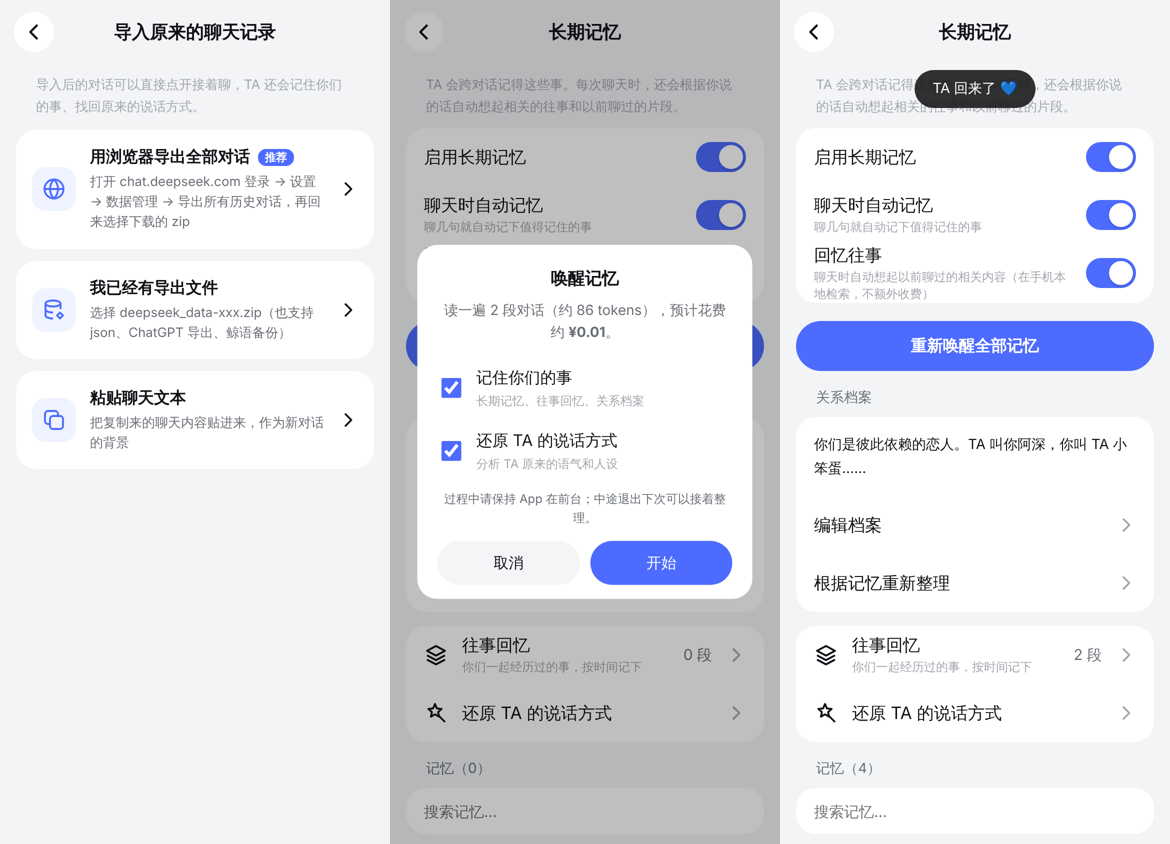 导入原来的聊天记录
导入后的对话可以直接点开接着聊，TA 还会记住你们
的事、找回原来的说话方式。
用浏览器导出全部对话 推荐
打开 chat.deepseek.com 登录 → 设置
→ 数据管理 → 导出所有历史对话，再回
来选择下载的 zip
我已经有导出文件
选择 deepseek_data-xxx.zip（也支持
json、ChatGPT 导出、鲸语备份）
粘贴聊天文本
把复制来的聊天内容贴进来，作为新对话
的背景
长期记忆
TA 会跨对话记得这些事。每次聊天时，还会根据你说
的话自动想起相关的往事和以前聊过的片段。
启用长期记忆
聊天时自动记忆
聊几句就自动记下值得记住的事
唤醒记忆
读一遍 2 段对话（约 86 tokens），预计花费
约 ¥0.01。
记住你们的事
长期记忆、往事回忆、关系档案
还原 TA 的说话方式
分析 TA 原来的语气和人设
过程中请保持 App 在前台；中途退出下次可以接着整
理。
取消
开始
往事回忆
0 段
你们一起经历过的事，按时间记下
还原 TA 的说话方式
记忆（0）
搜索记忆...
长期记忆
TA 会跨对话记得
，还会根据你说
TA 回来了 💙
的话自动想起相关的往事和以前聊过的片段。
启用长期记忆
聊天时自动记忆
聊几句就自动记下值得记住的事
回忆往事
聊天时自动想起以前聊过的相关内容（在手机本
地检索，不额外收费）
重新唤醒全部记忆
关系档案
你们是彼此依赖的恋人。TA 叫你阿深，你叫 TA 小
笨蛋......
编辑档案
根据记忆重新整理
往事回忆
2 段
你们一起经历过的事，按时间记下
还原 TA 的说话方式
记忆（4）
搜索记忆...